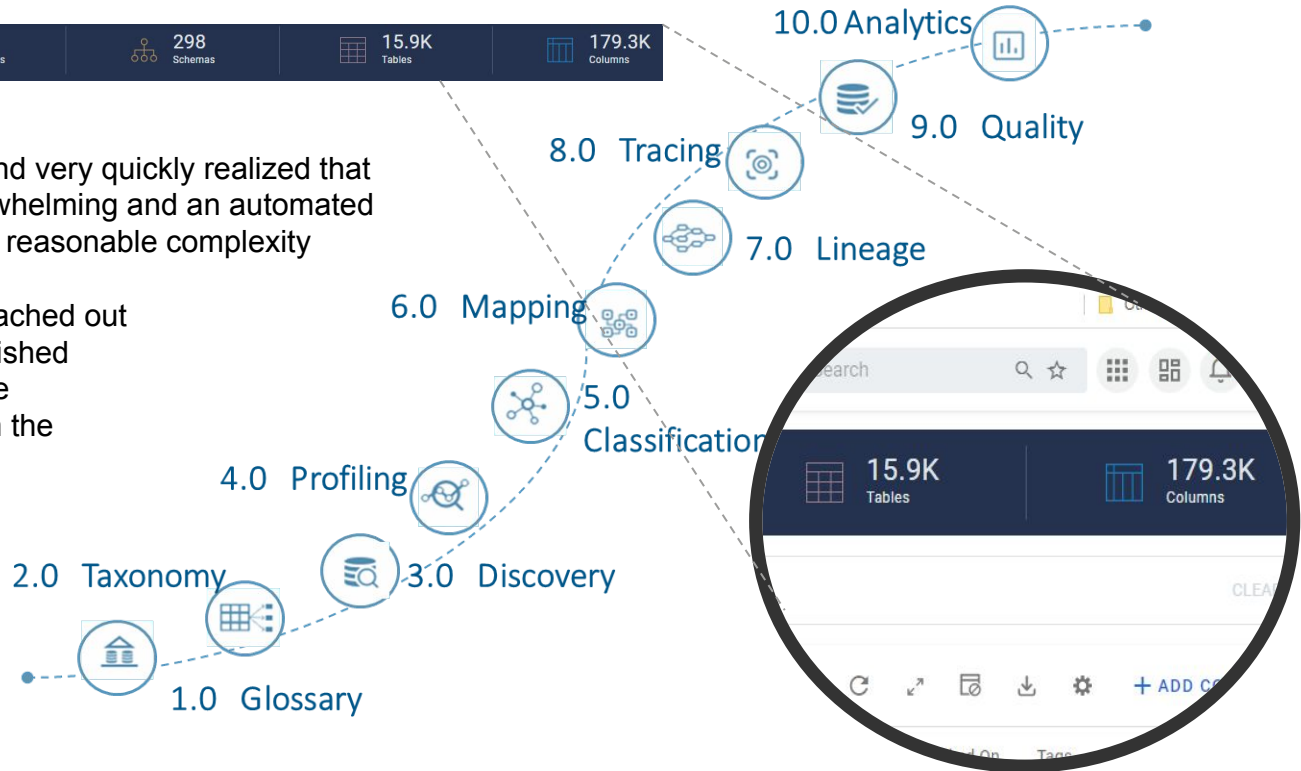 298
Schemas
15.9K
Tables
179.3K
Columns
nd very quickly realized that
whelming and an automated
reasonable complexity
ached out
ished
e
the
10.0 Analytics
9.0 Quality
8.0 Tracing
7.0 Lineage
6.0 Mapping
5.0
Classification
4.0 Profiling
3.0 Discovery
2.0 Taxonomy
1.0 Glossary
earch
15.9K
Tables
179.3K
Columns
CLEA
+ ADD CO
Tags